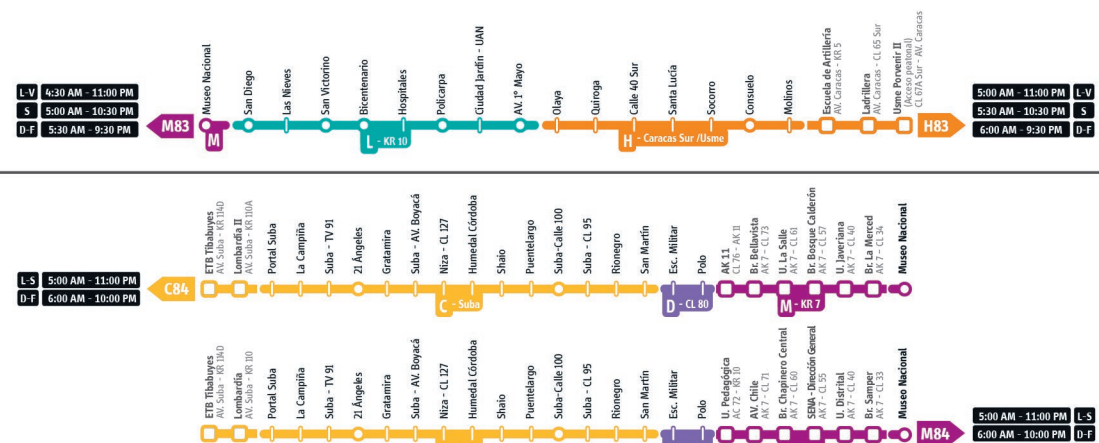 L-V 4:30 AM - 11:00 PM
S 5:00 AM - 10:30 PM
D-F 5:30 AM - 9:30 PM
M83
Museo Nacional
San Diego
Las Nieves
San Victorino
Bicentenario
Hospitales
Policarpa
Ciudad Jardín - UAN
AV. 1° Mayo
Olaya
Quiroga
Calle 40 Sur
Santa Lucía
Socorro
Consuelo
Molinos
Escuela de Artillería
AV. Caracas - KR 5
Ladrillera
AV. Caracas - CL 65 Sur
Usme Porvenir II
(Acceso peatonal)
CL 67A Sur - AV. Caracas
M
L - KR 10
H - Caracas Sur /Usme
H83
5:00 AM - 11:00 PM L-V
5:30 AM - 10:30 PM S
6:00 AM - 9:30 PM D-F
L-S 5:00 AM - 11:00 PM
D-F 6:00 AM - 10:00 PM
C84
ETB Tibabuyes
AV. Suba - KR 114D
Lombardía II
AV. Suba - KR 110A
Portal Suba
La Campiña
Suba - TV 91
21 Ángeles
Gratamira
Suba - AV. Boyacá
Niza - CL 127
Humedal Córdoba
Shaio
Puentelargo
Suba-Calle 100
Suba - CL 95
Rionegro
San Martín
Esc. Militar
Polo
AK 11
CL 76 - AK 11
Br. Bellavista
AK 7 - CL 73
U. La Salle
AK 7 - CL 61
Br. Bosque Calderón
AK 7 - CL 57
U. Javeriana
AK 7 - CL 40
Br. La Merced
AK 7 - CL 34
Museo Nacional
C - Suba
D - CL 80
M - KR 7
ETB Tibabuyes
AV. Suba - KR 114D
Lombardía
AV. Suba - KR 110
Portal Suba
La Campiña
Suba - TV 91
21 Ángeles
Gratamira
Suba - AV. Boyacá
Niza - CL 127
Humedal Córdoba
Shaio
Puentelargo
Suba-Calle 100
Suba - CL 95
Rionegro
San Martín
Esc. Militar
Polo
U. Pedagógica
AC 72 - KR 10
AV. Chile
AK 7 - CL 71
Br. Chapinero Central
AK 7 - CL 60
SENA - Dirección General
AK 7 - CL 55
U. Distrital
AK 7 - CL 40
Br. Samper
AK 7 - CL 33
Museo Nacional
M84
5:00 AM - 11:00 PM L-S
6:00 AM - 10:00 PM D-F